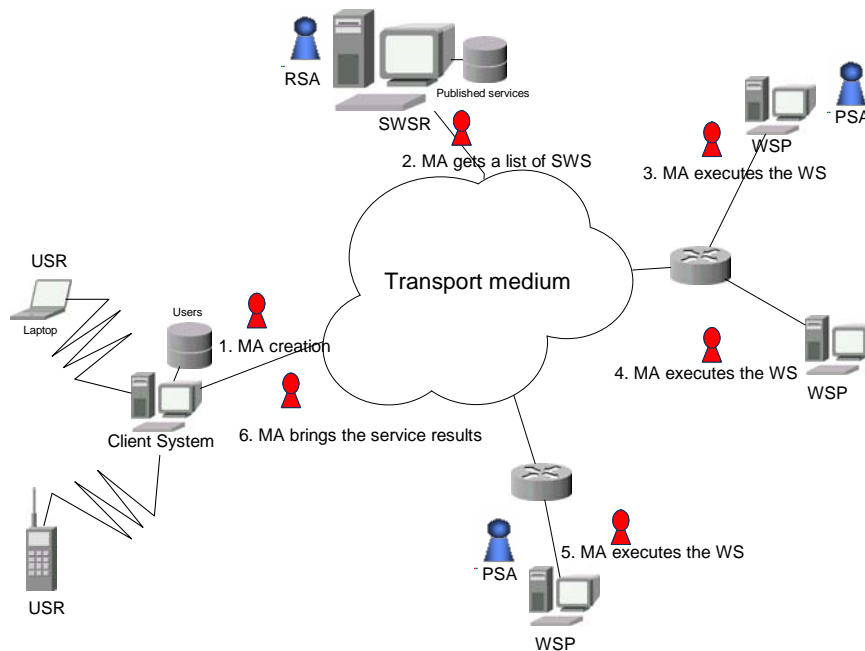 RSA
Published services
SWSR
2. MA gets a list of SWS
WSP
PSA
3. MA executes the WS
USR
Laptop
Users
Transport medium
1. MA creation
4. MA executes the WS
WSP
Client System
6. MA brings the service results
5. MA executes the WS
PSA
USR
WSP